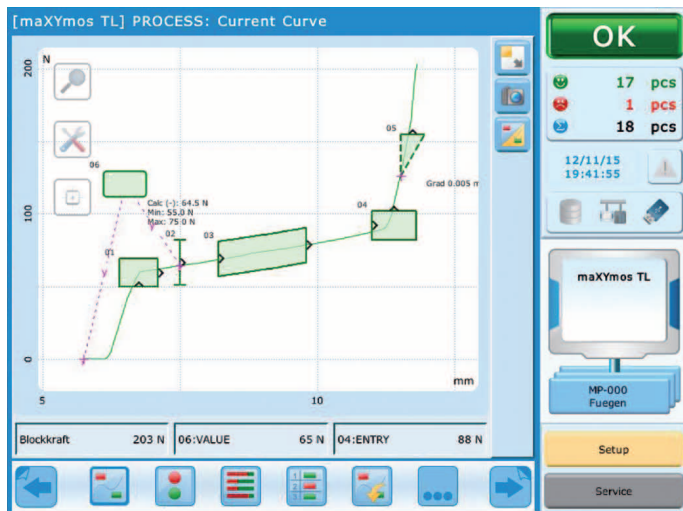 [maXYmos TL] PROCESS: Current Curve
OK
17 pcs
1 pcs
18 pcs
12/11/15
19:41:55
maXYmos TL
MP-000
Fuegen
Setup
Service
N
200
100
0
5
10
mm
06
Calc (-): 64.5 N
Min: 55.0 N
Max: 75.0 N
01
02
03
04
05
Grad 0.005 m
Blockkraft 203 N
06:VALUE 65 N
04:ENTRY 88 N
1
2
3